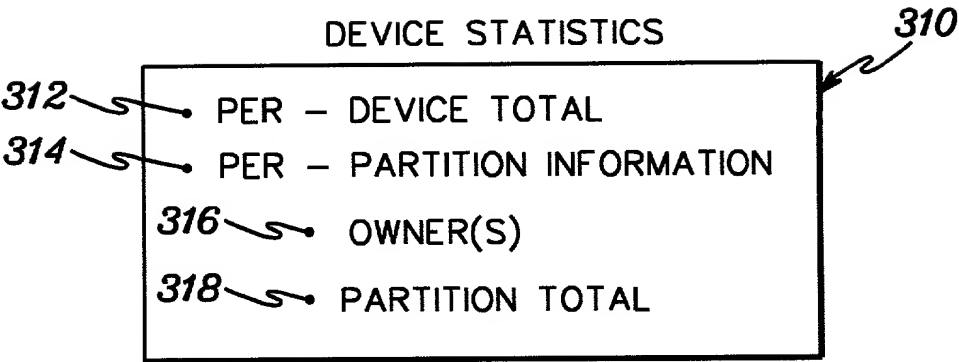 DEVICE STATISTICS
310
312 • PER – DEVICE TOTAL
314 • PER – PARTITION INFORMATION
316 • OWNER(S)
318 • PARTITION TOTAL